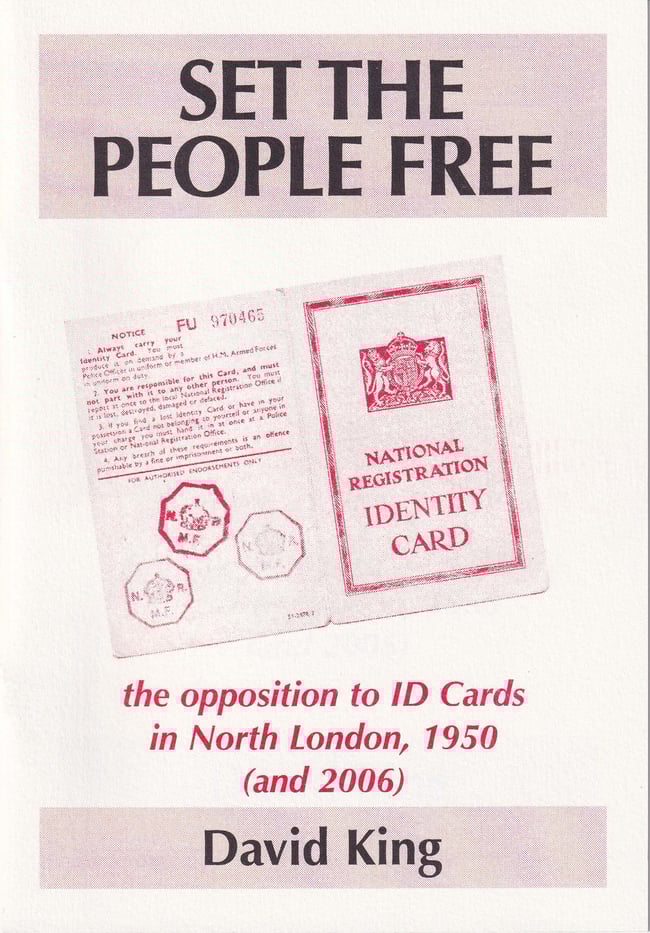 SET THE
PEOPLE FREE
NOTICE FU 970465
1. Always carry your
Identity Card. You must
produce it on demand by a
Police Officer in uniform or member of H.M. Armed Forces
in uniform on duty.
2. You are responsible for this Card, and must
not part with it to any other person. You must
report at once to the local National Registration Office if
it is lost, destroyed, damaged or defaced.
3. If you find a lost Identity Card or have in your
possession a Card not belonging to yourself or anyone in
your charge you must hand it in at once at a Police
Station or National Registration Office.
4. Any breach of these requirements is an offence
punishable by a fine or imprisonment or both.
FOR AUTHORISED ENDORSEMENTS ONLY
N. R.
M.F.
N. R.
M.F.
N. R.
M.F.
NATIONAL
REGISTRATION
IDENTITY
CARD
the opposition to ID Cards
in North London, 1950
(and 2006)
David King